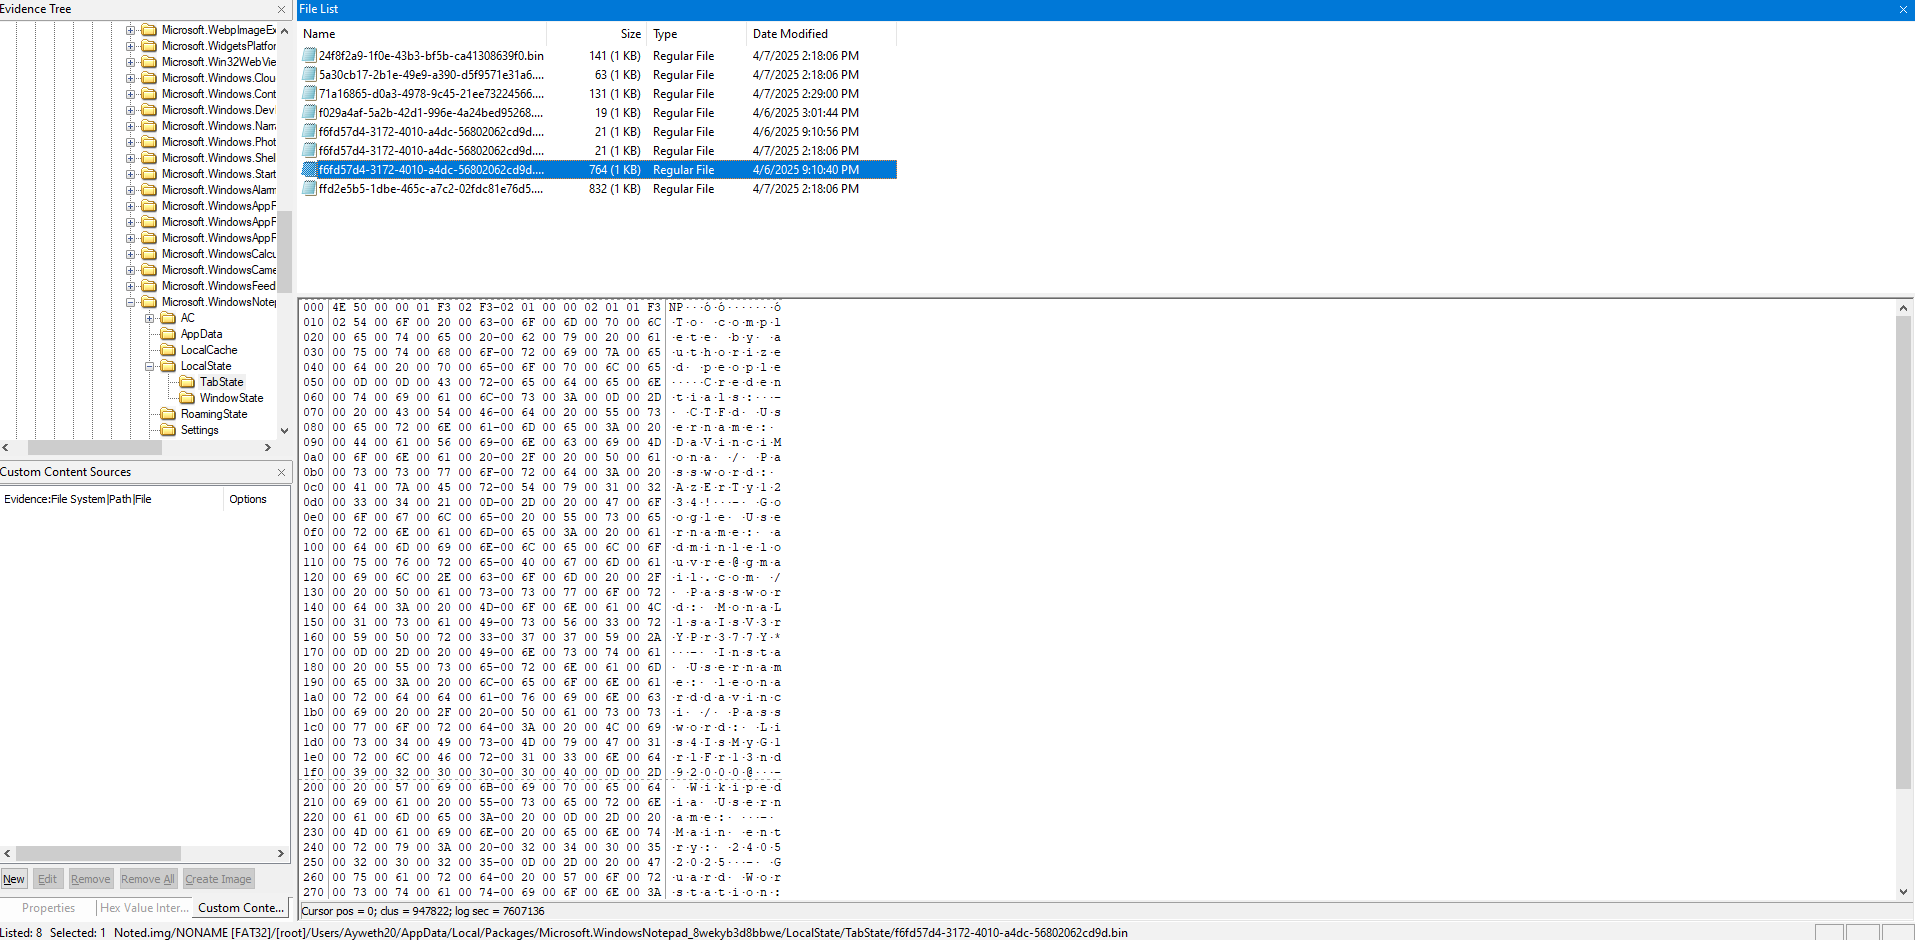 Evidence Tree
Microsoft.WebpImageEx
Microsoft.WidgetsPlatfor
Microsoft.Win32WebVie
Microsoft.Windows.Clou
Microsoft.Windows.Cont
Microsoft.Windows.Dev
Microsoft.Windows.Narr
Microsoft.Windows.Phot
Microsoft.Windows.Shel
Microsoft.Windows.Start
Microsoft.WindowsAlarm
Microsoft.WindowsAppF
Microsoft.WindowsAppF
Microsoft.WindowsAppF
Microsoft.WindowsCalcu
Microsoft.WindowsCame
Microsoft.WindowsFeed
Microsoft.WindowsNotep
AC
AppData
LocalCache
LocalState
TabState
WindowState
RoamingState
Settings
Custom Content Sources
Evidence:File System|Path|File Options
New Edit Remove Remove All Create Image
Properties Hex Value Inter... Custom Conte...
File List
Name Size Type Date Modified
24f8f2a9-1f0e-43b3-bf5b-ca41308639f0.bin 141 (1 KB) Regular File 4/7/2025 2:18:06 PM
5a30cb17-2b1e-49e9-a390-d5f9571e31a6.... 63 (1 KB) Regular File 4/7/2025 2:18:06 PM
71a16865-d0a3-4978-9c45-21ee73224566.... 131 (1 KB) Regular File 4/7/2025 2:29:00 PM
f029a4af-5a2b-42d1-996e-4a24bed95268.... 19 (1 KB) Regular File 4/6/2025 3:01:44 PM
f6fd57d4-3172-4010-a4dc-56802062cd9d.... 21 (1 KB) Regular File 4/6/2025 9:10:56 PM
f6fd57d4-3172-4010-a4dc-56802062cd9d.... 21 (1 KB) Regular File 4/7/2025 2:18:06 PM
f6fd57d4-3172-4010-a4dc-56802062cd9d.... 764 (1 KB) Regular File 4/6/2025 9:10:40 PM
ffd2e5b5-1dbe-465c-a7c2-02fdc81e76d5.... 832 (1 KB) Regular File 4/7/2025 2:18:06 PM
000 4E 50 00 00 01 F3 02 F3-02 01 00 00 02 01 01 F3 NP···ó·ó·······ó
010 02 54 00 6F 00 20 00 63-00 6F 00 6D 00 70 00 6C ·T·o· ·c·o·m·p·l
020 00 65 00 74 00 65 00 20-00 62 00 79 00 20 00 61 ·e·t·e· ·b·y· ·a
030 00 75 00 74 00 68 00 6F-00 72 00 69 00 7A 00 65 ·u·t·h·o·r·i·z·e
040 00 64 00 20 00 70 00 65-00 6F 00 70 00 6C 00 65 ·d· ·p·e·o·p·l·e
050 00 0D 00 0D 00 43 00 72-00 65 00 64 00 65 00 6E ·····C·r·e·d·e·n
060 00 74 00 69 00 61 00 6C-00 73 00 3A 00 0D 00 2D ·t·i·a·l·s·:···-
070 00 20 00 43 00 54 00 46-00 64 00 20 00 55 00 73 · ·C·T·F·d· ·U·s
080 00 65 00 72 00 6E 00 61-00 6D 00 65 00 3A 00 20 ·e·r·n·a·m·e·:· 
090 00 44 00 61 00 56 00 69-00 6E 00 63 00 69 00 4D ·D·a·V·i·n·c·i·M
0a0 00 6F 00 6E 00 61 00 20-00 2F 00 20 00 50 00 61 ·o·n·a· ·/· ·P·a
0b0 00 73 00 73 00 77 00 6F-00 72 00 64 00 3A 00 20 ·s·s·w·o·r·d·:· 
0c0 00 41 00 7A 00 45 00 72-00 54 00 79 00 31 00 32 ·A·z·E·r·T·y·1·2
0d0 00 33 00 34 00 21 00 0D-00 2D 00 20 00 47 00 6F ·3·4·!···-· ·G·o
0e0 00 6F 00 67 00 6C 00 65-00 20 00 55 00 73 00 65 ·o·g·l·e· ·U·s·e
0f0 00 72 00 6E 00 61 00 6D-00 65 00 3A 00 20 00 61 ·r·n·a·m·e·:· ·a
100 00 64 00 6D 00 69 00 6E-00 6C 00 65 00 6C 00 6F ·d·m·i·n·l·e·l·o
110 00 75 00 76 00 72 00 65-00 40 00 67 00 6D 00 61 ·u·v·r·e·@·g·m·a
120 00 69 00 6C 00 2E 00 63-00 6F 00 6D 00 20 00 2F ·i·l·.·c·o·m· ·/
130 00 20 00 50 00 61 00 73-00 73 00 77 00 6F 00 72 · ·P·a·s·s·w·o·r
140 00 64 00 3A 00 20 00 4D-00 6F 00 6E 00 61 00 4C ·d·:· ·M·o·n·a·L
150 00 31 00 73 00 61 00 49-00 73 00 56 00 33 00 72 ·1·s·a·I·s·V·3·r
160 00 59 00 50 00 72 00 33-00 37 00 37 00 59 00 2A ·Y·P·r·3·7·7·Y·*
170 00 0D 00 2D 00 20 00 49-00 6E 00 73 00 74 00 61 ···-· ·I·n·s·t·a
180 00 20 00 55 00 73 00 65-00 72 00 6E 00 61 00 6D · ·U·s·e·r·n·a·m
190 00 65 00 3A 00 20 00 6C-00 65 00 6F 00 6E 00 61 ·e·:· ·l·e·o·n·a
1a0 00 72 00 64 00 64 00 61-00 76 00 69 00 6E 00 63 ·r·d·d·a·v·i·n·c
1b0 00 69 00 20 00 2F 00 20-00 50 00 61 00 73 00 73 ·i· ·/· ·P·a·s·s
1c0 00 77 00 6F 00 72 00 64-00 3A 00 20 00 4C 00 69 ·w·o·r·d·:· ·L·i
1d0 00 73 00 34 00 49 00 73-00 4D 00 79 00 47 00 31 ·s·4·I·s·M·y·G·1
1e0 00 72 00 6C 00 46 00 72-00 31 00 33 00 6E 00 64 ·r·l·F·r·1·3·n·d
1f0 00 39 00 32 00 30 00 30-00 30 00 40 00 0D 00 2D ·9·2·0·0·0·@···-
200 00 20 00 57 00 69 00 6B-00 69 00 70 00 65 00 64 · ·W·i·k·i·p·e·d
210 00 69 00 61 00 20 00 55-00 73 00 65 00 72 00 6E ·i·a· ·U·s·e·r·n
220 00 61 00 6D 00 65 00 3A-00 20 00 0D 00 2D 00 20 ·a·m·e·:· ···-· 
230 00 4D 00 61 00 69 00 6E-00 20 00 65 00 6E 00 74 ·M·a·i·n· ·e·n·t
240 00 72 00 79 00 3A 00 20-00 32 00 34 00 30 00 35 ·r·y·:· ·2·4·0·5
250 00 32 00 30 00 32 00 35-00 0D 00 2D 00 20 00 47 ·2·0·2·5···-· ·G
260 00 75 00 61 00 72 00 64-00 20 00 57 00 6F 00 72 ·u·a·r·d· ·W·o·r
270 00 73 00 74 00 61 00 74-00 69 00 6F 00 6E 00 3A ·s·t·a·t·i·o·n·:
Cursor pos = 0; clus = 947822; log sec = 7607136
Listed: 8 Selected: 1 Noted.img/NONAME [FAT32]/[root]/Users/Ayweth20/AppData/Local/Packages/Microsoft.WindowsNotepad_8wekyb3d8bbwe/LocalState/TabState/f6fd57d4-3172-4010-a4dc-56802062cd9d.bin